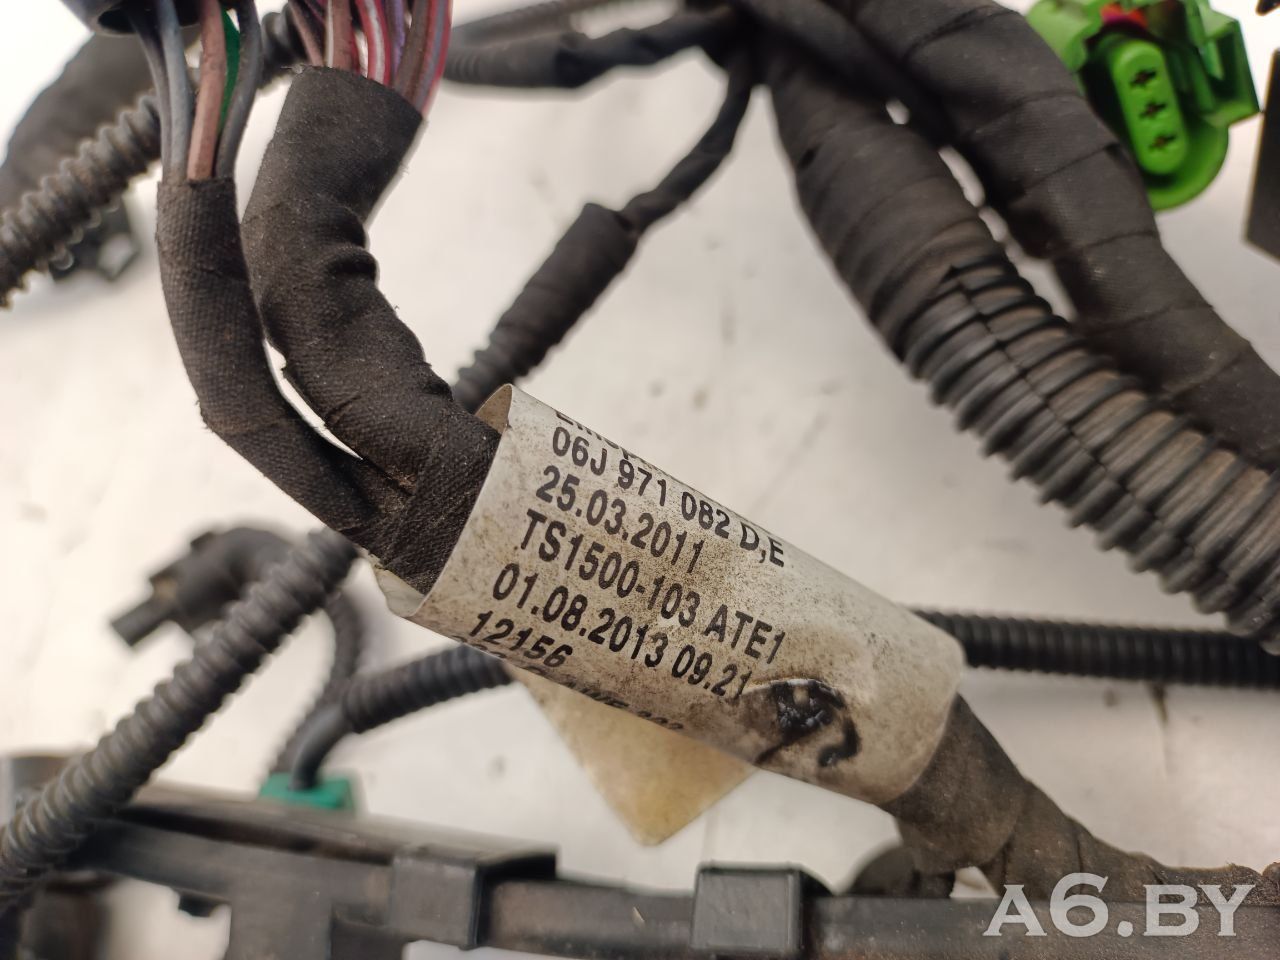 06J 971 082 D,E
25.03.2011
TS1500-103 ATE1
01.08.2013 09.21
12156
A6.BY